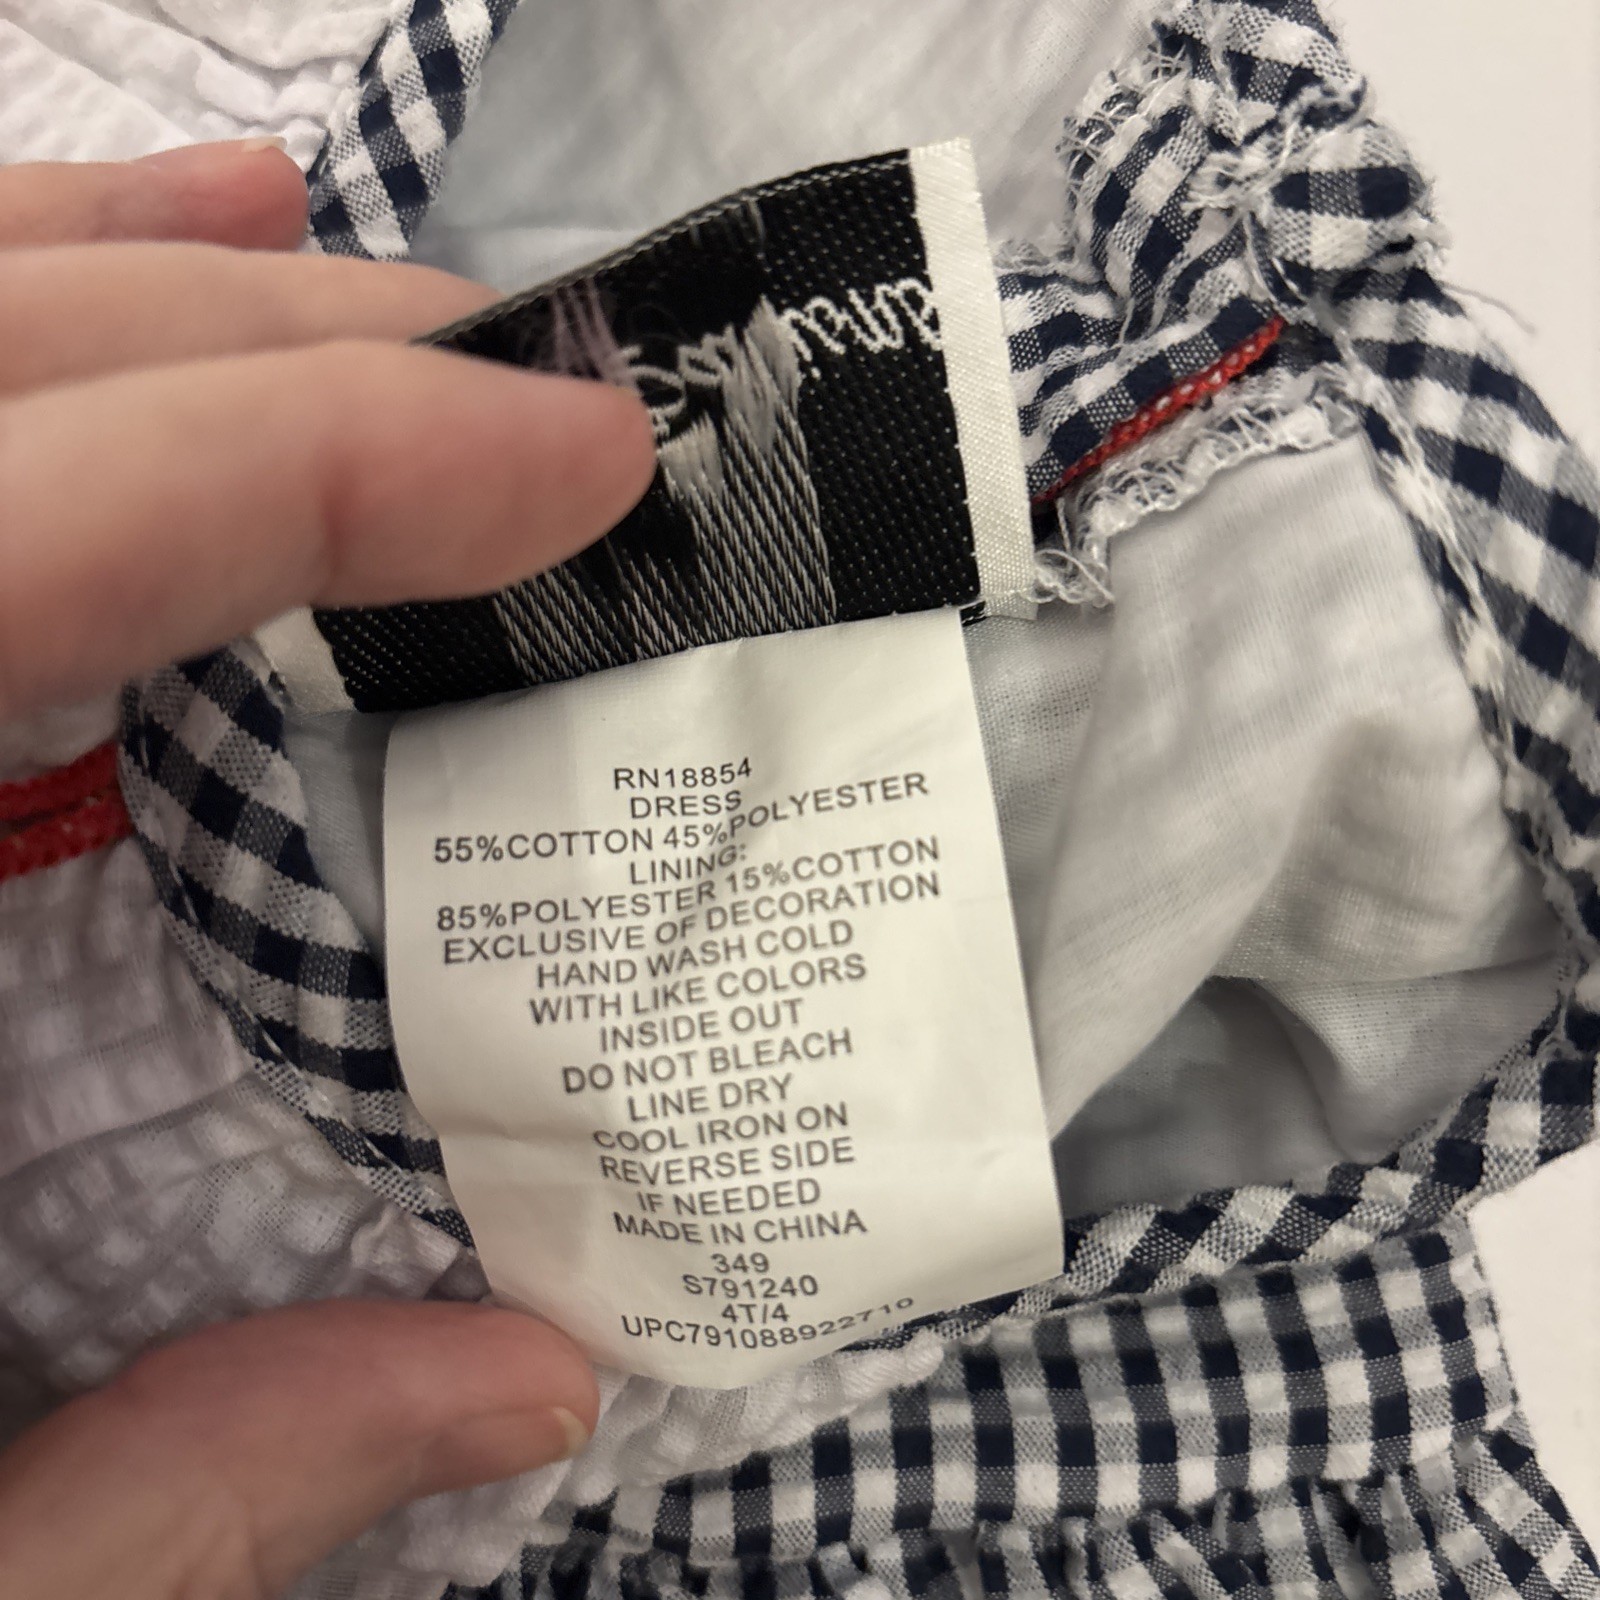 RN18854
DRESS
55%COTTON 45%POLYESTER
LINING:
85%POLYESTER 15%COTTON
EXCLUSIVE OF DECORATION
HAND WASH COLD
WITH LIKE COLORS
INSIDE OUT
DO NOT BLEACH
LINE DRY
COOL IRON ON
REVERSE SIDE
IF NEEDED
MADE IN CHINA
349
S791240
4T/4
UPC791088922710